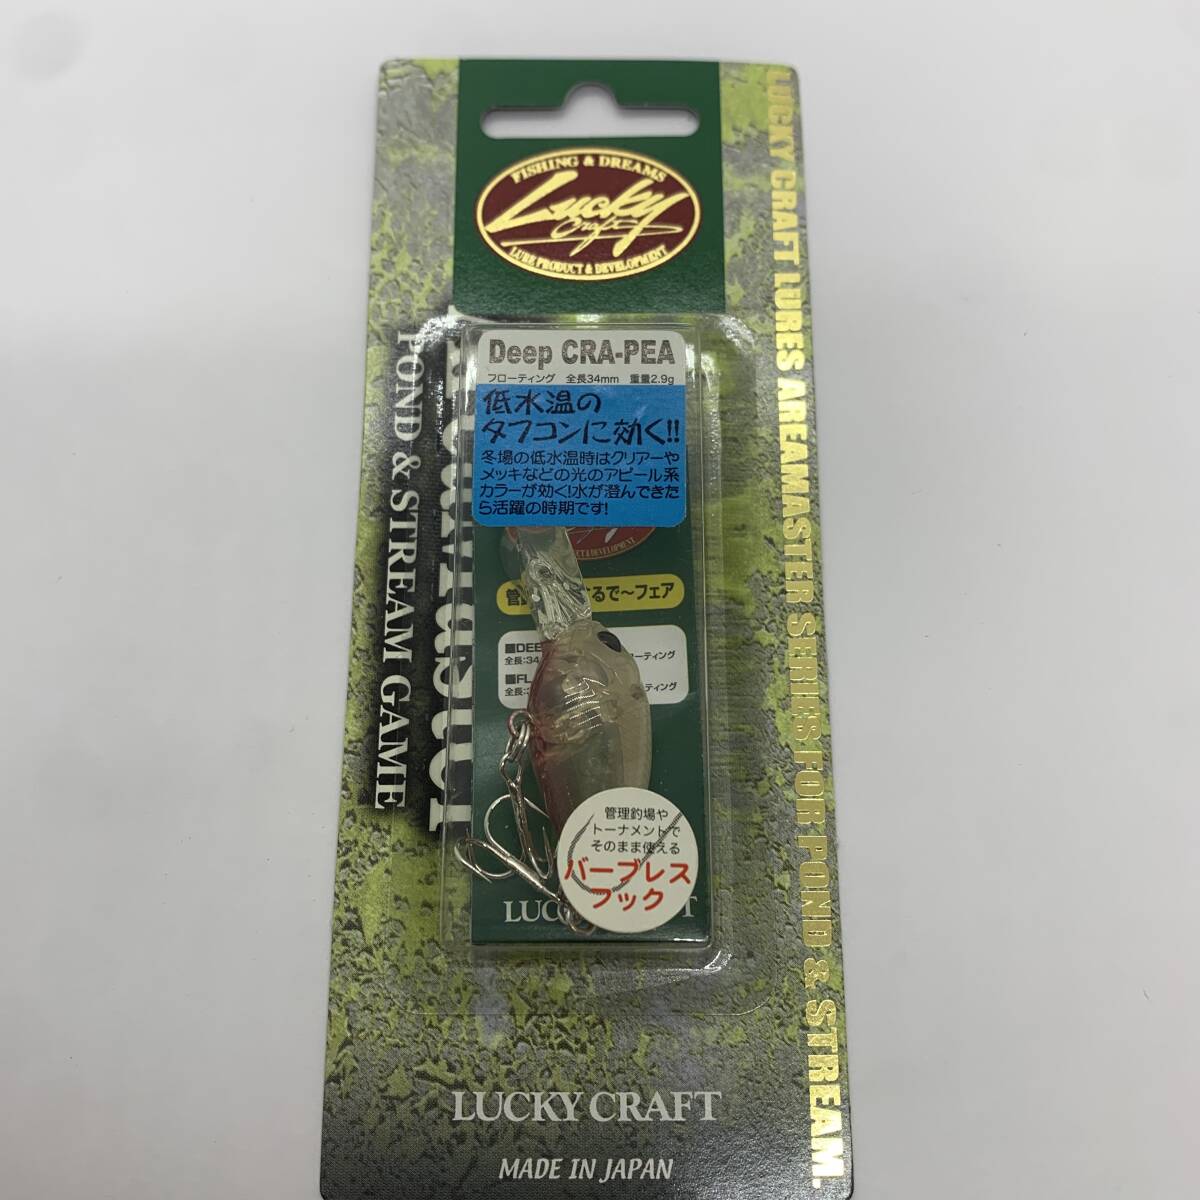 FISHING & DREAMS
Lucky
Craft
LURE PRODUCT & DEVELOPMENT
Deep CRA-PEA
フローティング 全長34mm 重量2.9g
低水温の
タフコンに効く!!
冬場の低水温時はクリアーや
メッキなどの光のアピール系
カラーが効く!水が澄んできた
ら活躍の時期です!
& DEVELOPMENT
るで〜フェア
管理釣場や
トーナメントで
そのまま使える
バーブレス
フック
LUCKY CRAFT
MADE IN JAPAN
POND & STREAM GAME
LUCKY CRAFT LURES AREAMASTER SERIES FOR POND & STREAM.